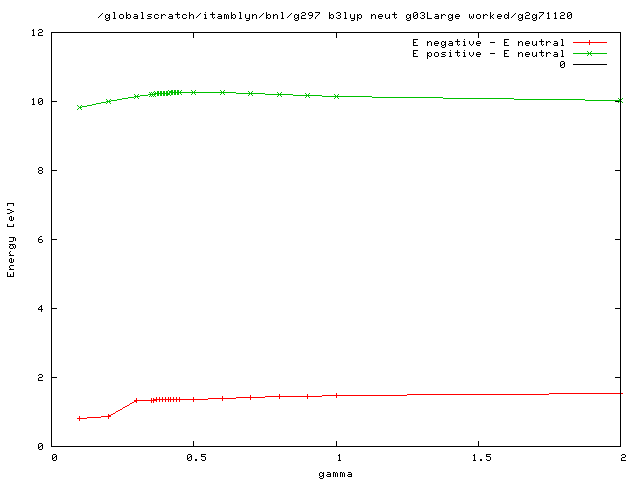 /globalscratch/itamblyn/bnl/g297 b3lyp neut g03Large worked/g2g71120
E negative - E neutral
E positive - E neutral
0
12
10
8
6
4
2
0
Energy [eV]
0 0.5 1 1.5 2
gamma